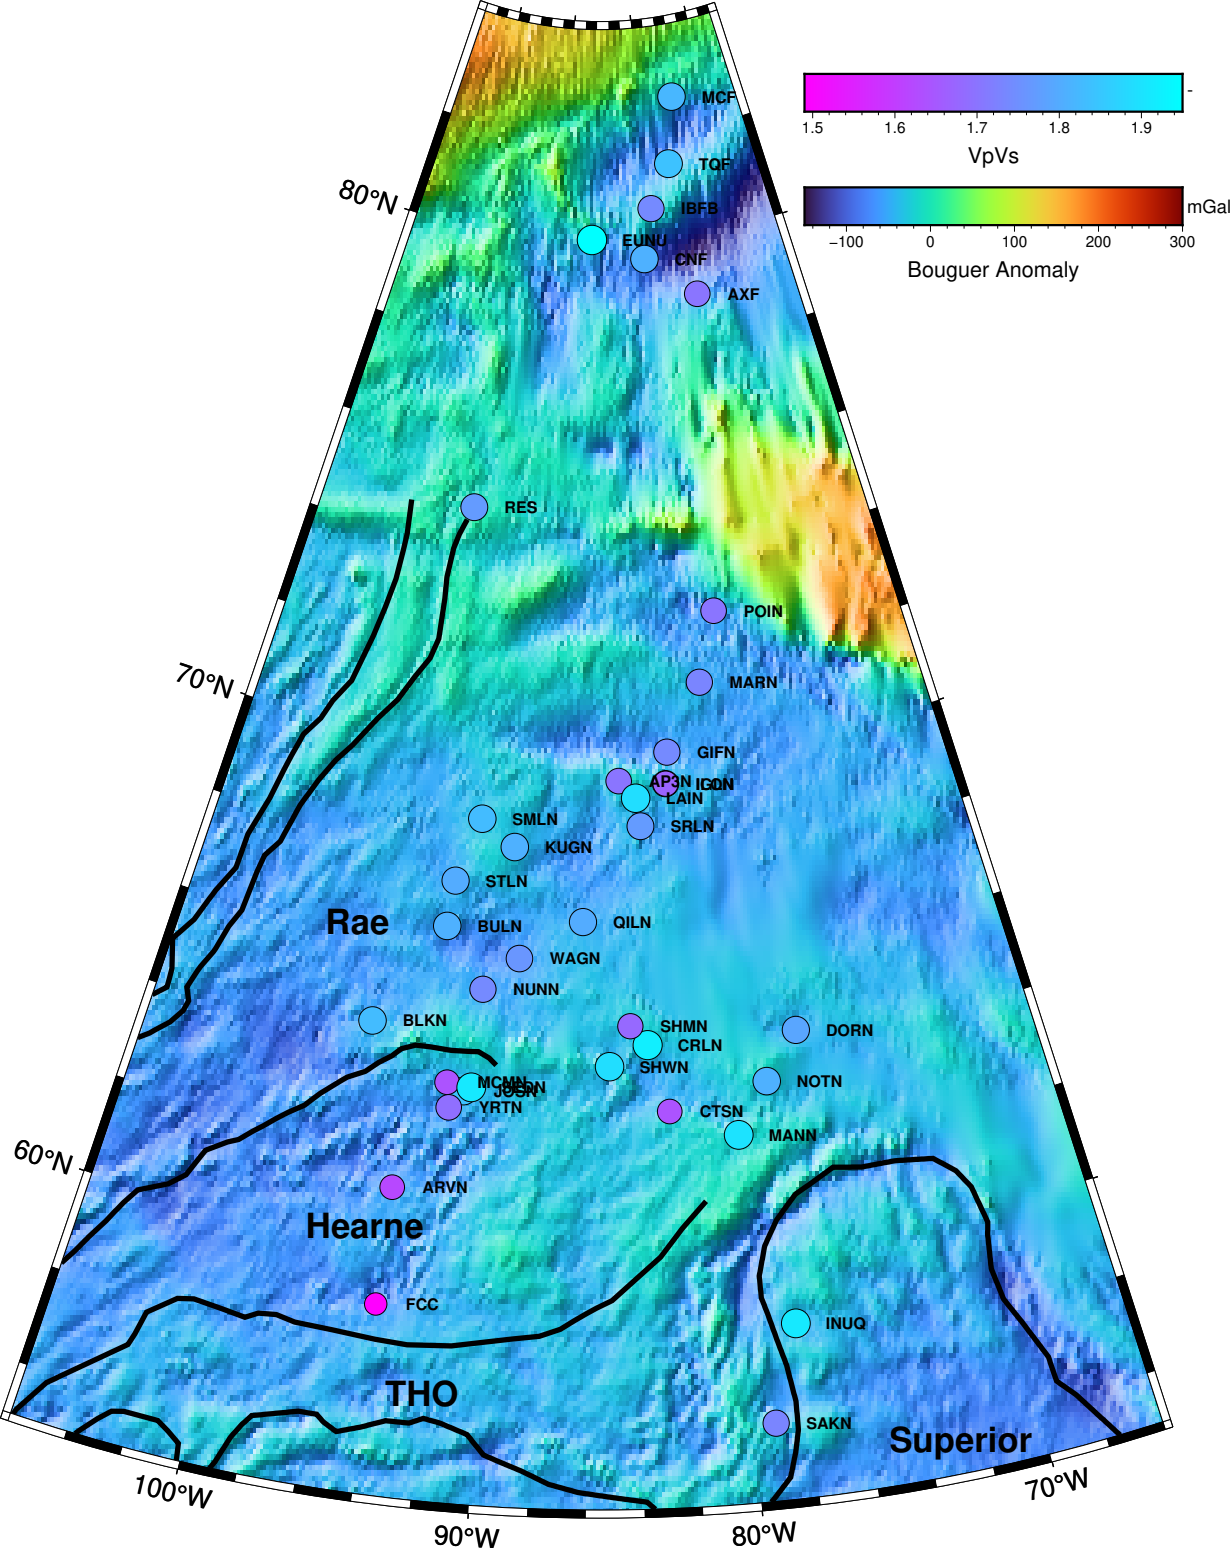 MCF
-
1.5 1.6 1.7 1.8 1.9
VpVs
TQF
80°N
IBFB
mGal
EUNU
−100 0 100 200 300
CNF
Bouguer Anomaly
AXF
RES
POIN
70°N
MARN
GIFN
AP3N
LAIN
SMLN
SRLN
KUGN
STLN
Rae
BULN
QILN
WAGN
NUNN
BLKN
SHMN
DORN
CRLN
SHWN
MCMN
NOTN
YRTN
CTSN
MANN
60°N
ARVN
Hearne
FCC
INUQ
THO
SAKN
Superior
100°W
70°W
90°W
80°W